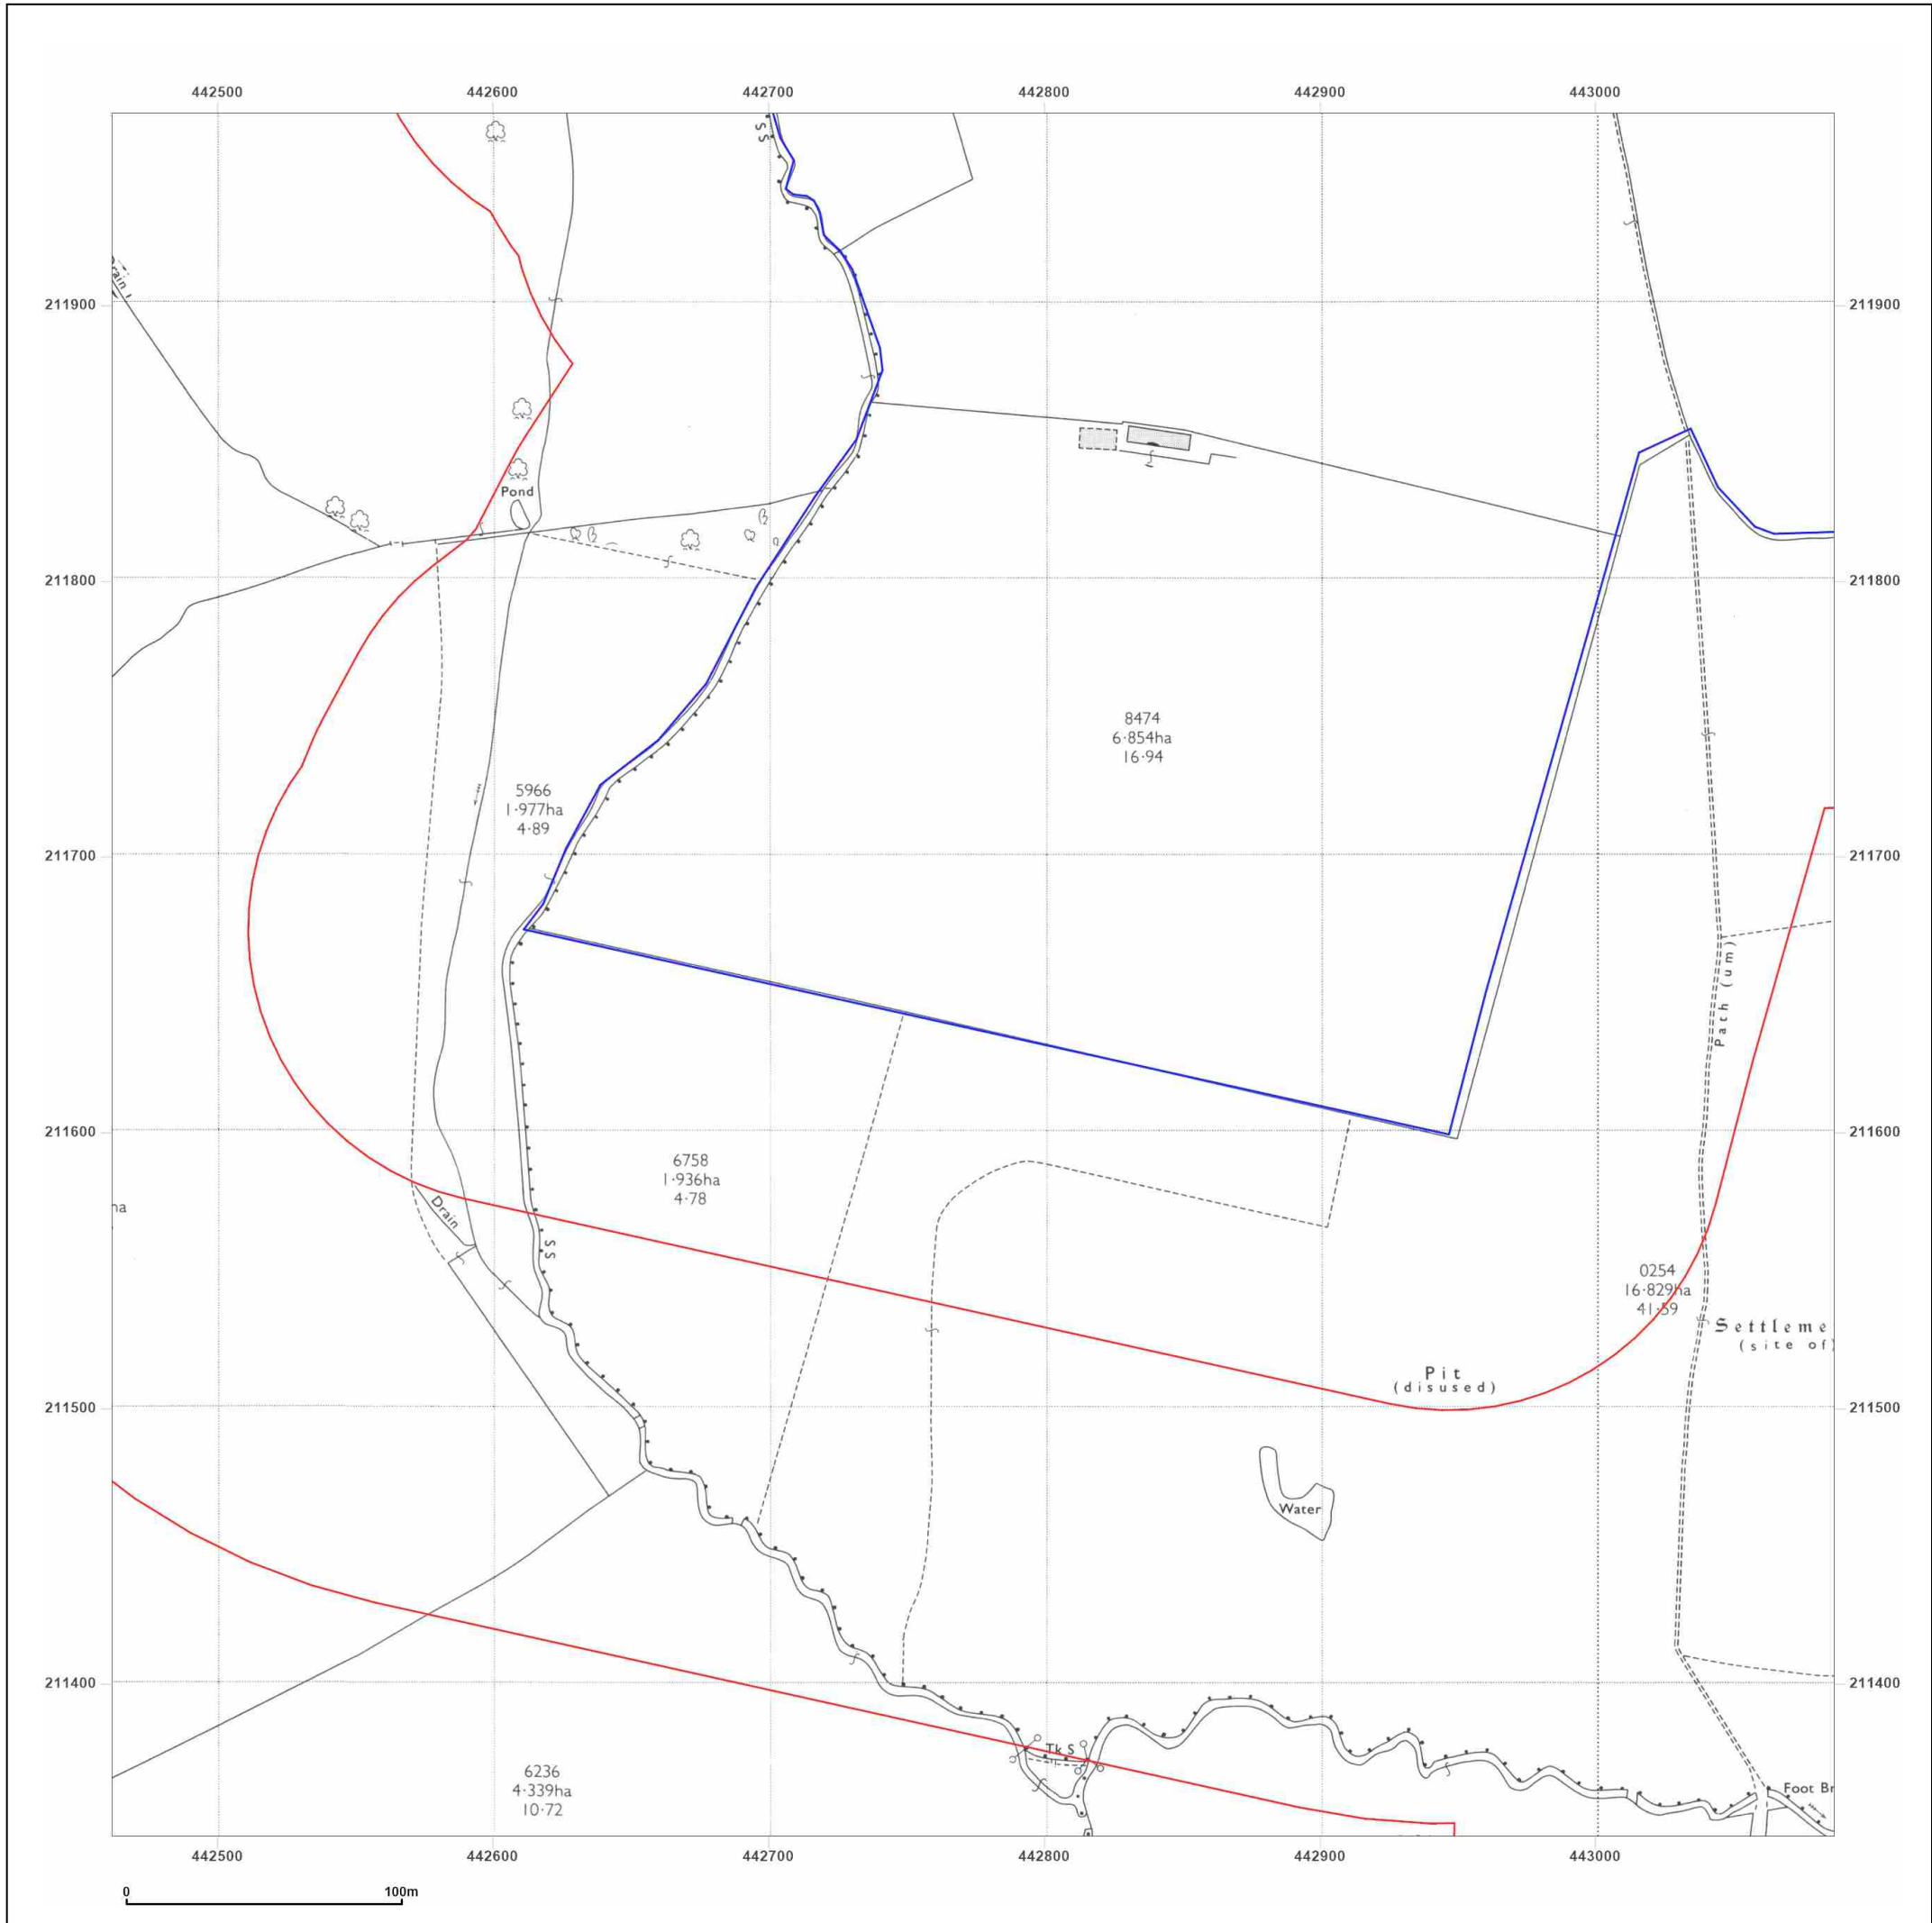 442500 442600 442700 442800 442900 443000
S S
211900 211900
Pond
211800 211800
8474
6·854ha
16·94
5966
1·977ha
4·89
211700 211700
Path (um)
211600 211600
6758
1·936ha
4·78
Drain
ha
S S
0254
16·829ha
41·59
Settleme
(site of)
Pit
(disused)
211500 211500
Water
211400 211400
Tk S
6236
4·339ha
10·72
Foot Br
442500 442600 442700 442800 442900 443000
0 100m